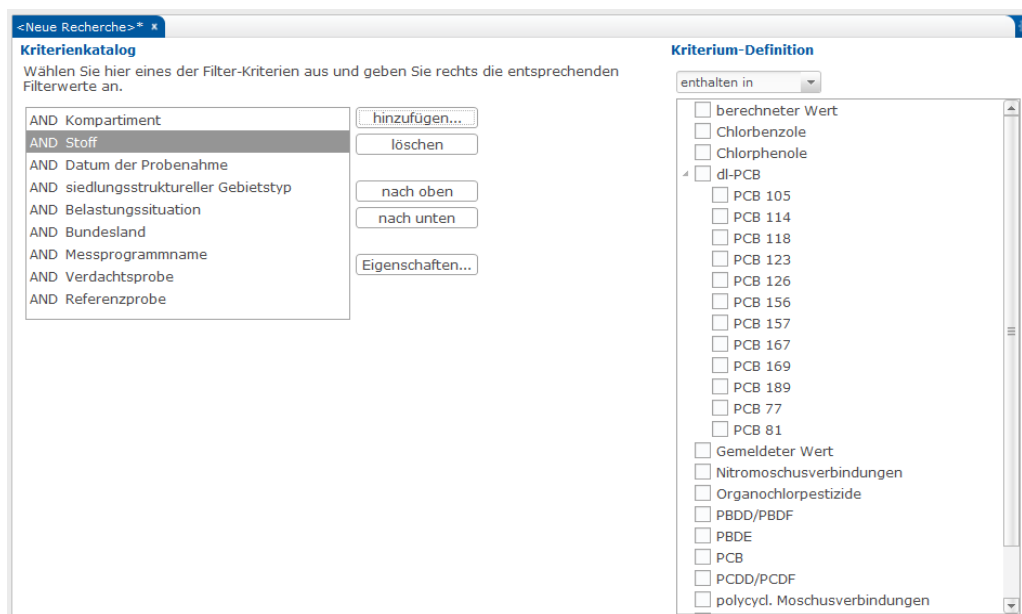 <Neue Recherche>* x
Kriterienkatalog
Wählen Sie hier eines der Filter-Kriterien aus und geben Sie rechts die entsprechenden
Filterwerte an.
AND Kompartiment
AND Stoff
AND Datum der Probenahme
AND siedlungsstruktureller Gebietstyp
AND Belastungssituation
AND Bundesland
AND Messprogrammname
AND Verdachtsprobe
AND Referenzprobe
hinzufügen...
löschen
nach oben
nach unten
Eigenschaften...
Kriterium-Definition
enthalten in
berechneter Wert
Chlorbenzole
Chlorphenole
dl-PCB
PCB 105
PCB 114
PCB 118
PCB 123
PCB 126
PCB 156
PCB 157
PCB 167
PCB 169
PCB 189
PCB 77
PCB 81
Gemeldeter Wert
Nitromoschusverbindungen
Organochlorpestizide
PBDD/PBDF
PBDE
PCB
PCDD/PCDF
polycycl. Moschusverbindungen